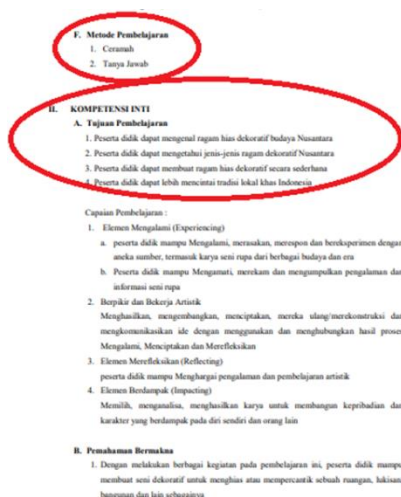 F. Metode Pembelajaran
1. Ceramah
2. Tanya Jawab
II. KOMPETENSI INTI
A. Tujuan Pembelajaran
1. Peserta didik dapat mengenal ragam hias dekoratif budaya Nusantara
2. Peserta didik dapat mengetahui jenis-jenis ragam dekoratif Nusantara
3. Peserta didik dapat membuat ragam hias dekoratif secara sederhana
4. Peserta didik dapat lebih mencintai tradisi lokal khas Indonesia
Capaian Pembelajaran :
1. Elemen Mengalami (Experiencing)
a. peserta didik mampu Mengalami, merasakan, merespon dan bereksperimen dengan
aneka sumber, termasuk karya seni rupa dari berbagai budaya dan era
b. Peserta didik mampu Mengamati, merekam dan mengumpulkan pengalaman dan
informasi seni rupa
2. Berpikir dan Bekerja Artistik
Menghasilkan, mengembangkan, menciptakan, mereka ulang/merekonstruksi dan
mengkomunikasikan ide dengan menggunakan dan menghubungkan hasil proses
Mengalami, Menciptakan dan Merefleksikan
3. Elemen Merefleksikan (Reflecting)
peserta didik mampu Menghargai pengalaman dan pembelajaran artistik
4. Elemen Berdampak (Impacting)
Memilih, menganalisa, menghasilkan karya untuk membangun kepribadian dan
karakter yang berdampak pada diri sendiri dan orang lain
B. Pemahaman Bermakna
1. Dengan melakukan berbagai kegiatan pada pembelajaran ini, peserta didik mampu
membuat seni dekoratif untuk menghias atau mempercantik sebuah ruangan, lukisan,
bangunan dan lain sebagainya